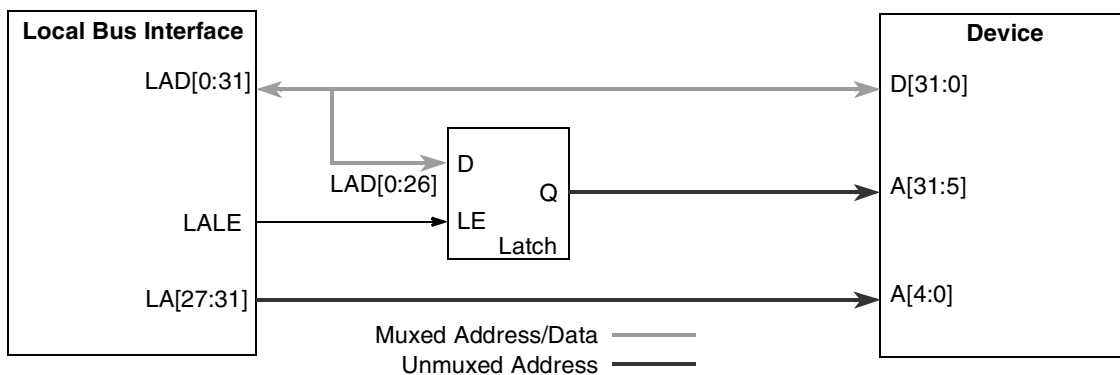 Local Bus Interface
Device
LAD[0:31]
D[31:0]
D
LAD[0:26]
Q
A[31:5]
LALE
LE
Latch
LA[27:31]
A[4:0]
Muxed Address/Data
Unmuxed Address